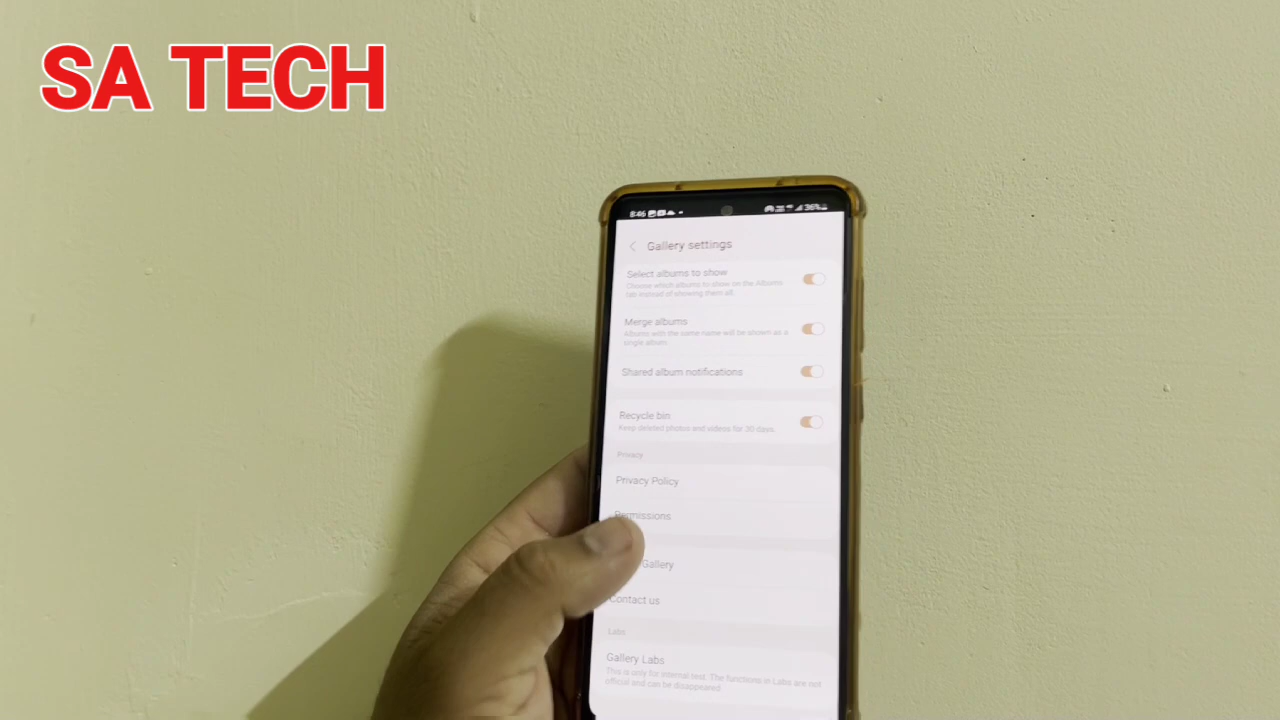 SA TECH
8:46
36%
Gallery settings
Select albums to show
Choose which albums to show on the Albums
tab instead of showing them all.
Merge albums
Albums with the same name will be shown as a
single album.
Shared album notifications
Recycle bin
Keep deleted photos and videos for 30 days.
Privacy
Privacy Policy
Permissions
Gallery
Contact us
Labs
Gallery Labs
This is only for internal test. The functions in Labs are not
official and can be disappeared.